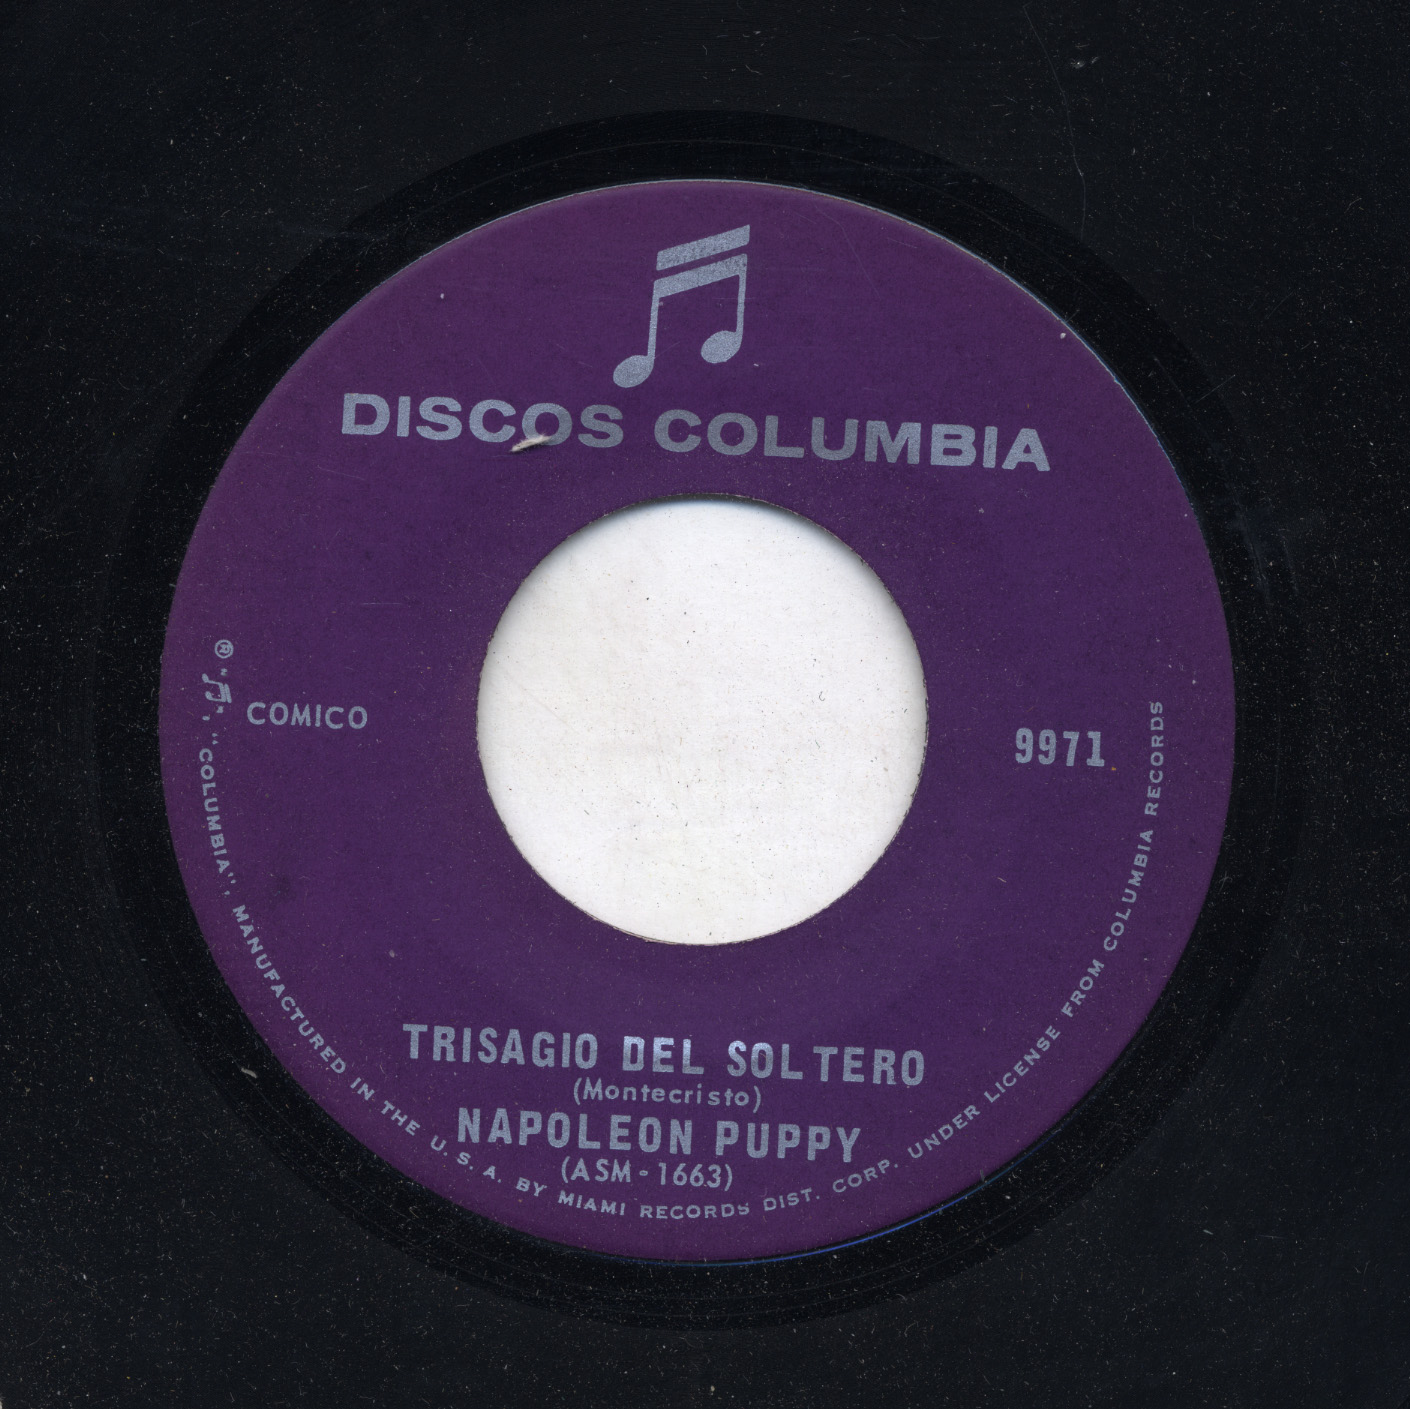 DISCOS COLUMBIA
COMICO
9971
TRISAGIO DEL SOLTERO
(Montecristo)
NAPOLEON PUPPY
(ASM-1663)
® "♫", "COLUMBIA", MANUFACTURED IN THE U. S. A. BY MIAMI RECORDS DIST. CORP. UNDER LICENSE FROM COLUMBIA RECORDS